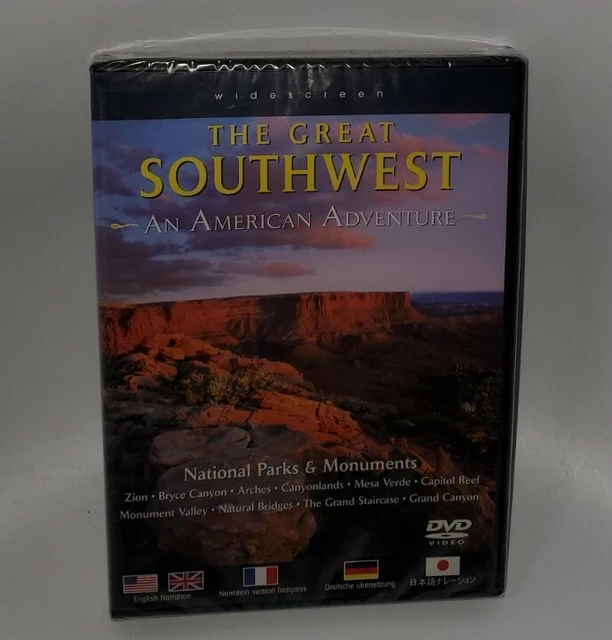 widescreen
THE GREAT
SOUTHWEST
AN AMERICAN ADVENTURE
National Parks & Monuments
Zion • Bryce Canyon • Arches • Canyonlands • Mesa Verde • Capitol Reef
Monument Valley • Natural Bridges • The Grand Staircase • Grand Canyon
DVD
VIDEO
English Narration
Narration version française
Deutsche übersetzung
日本語ナレーション